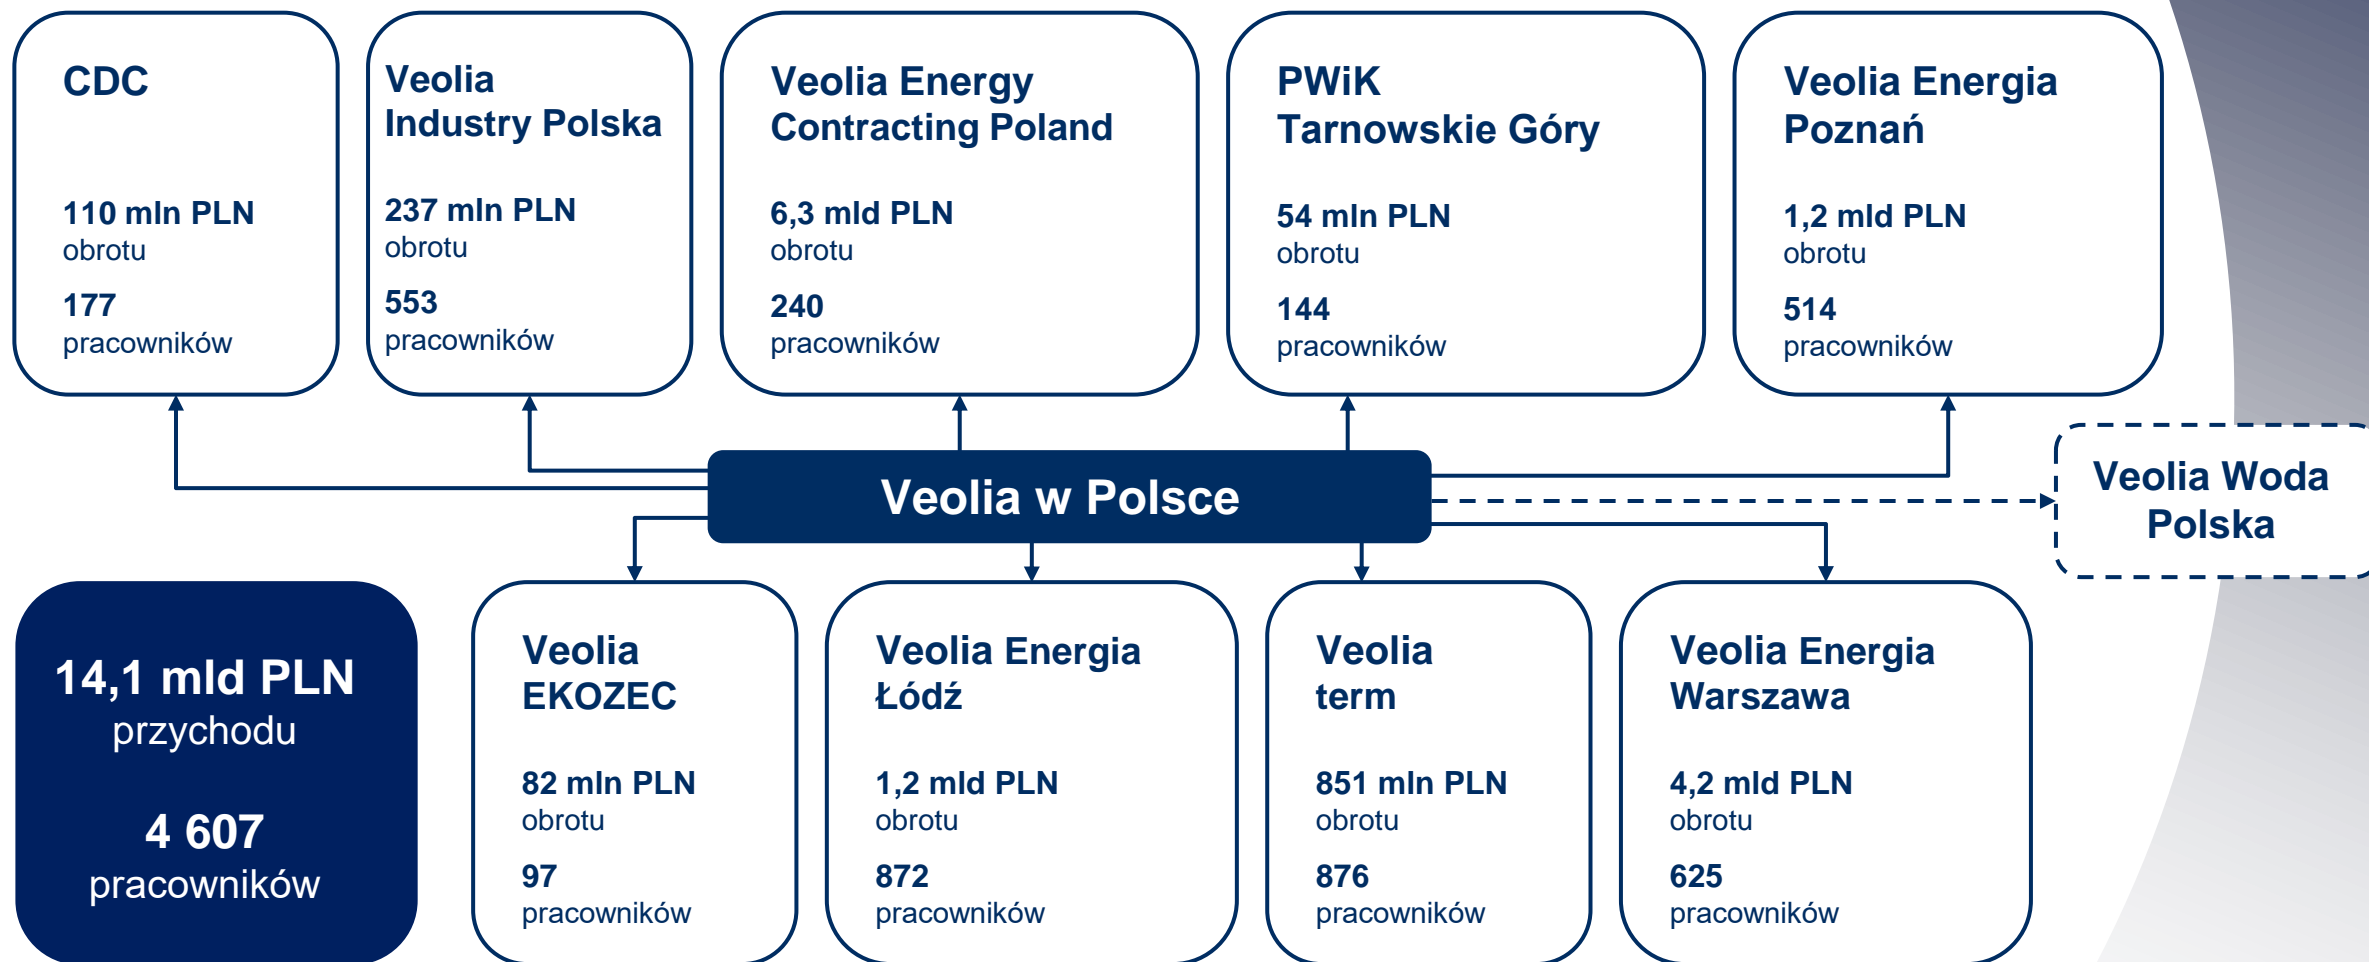 CDC
110 mln PLN
obrotu
177
pracowników
Veolia
Industry Polska
237 mln PLN
obrotu
553
pracowników
Veolia Energy
Contracting Poland
6,3 mld PLN
obrotu
240
pracowników
PWiK
Tarnowskie Góry
54 mln PLN
obrotu
144
pracowników
Veolia Energia
Poznań
1,2 mld PLN
obrotu
514
pracowników
Veolia w Polsce
Veolia Woda
Polska
14,1 mld PLN
przychodu
4 607
pracowników
Veolia
EKOZEC
82 mln PLN
obrotu
97
pracowników
Veolia Energia
Łódź
1,2 mld PLN
obrotu
872
pracowników
Veolia
term
851 mln PLN
obrotu
876
pracowników
Veolia Energia
Warszawa
4,2 mld PLN
obrotu
625
pracowników